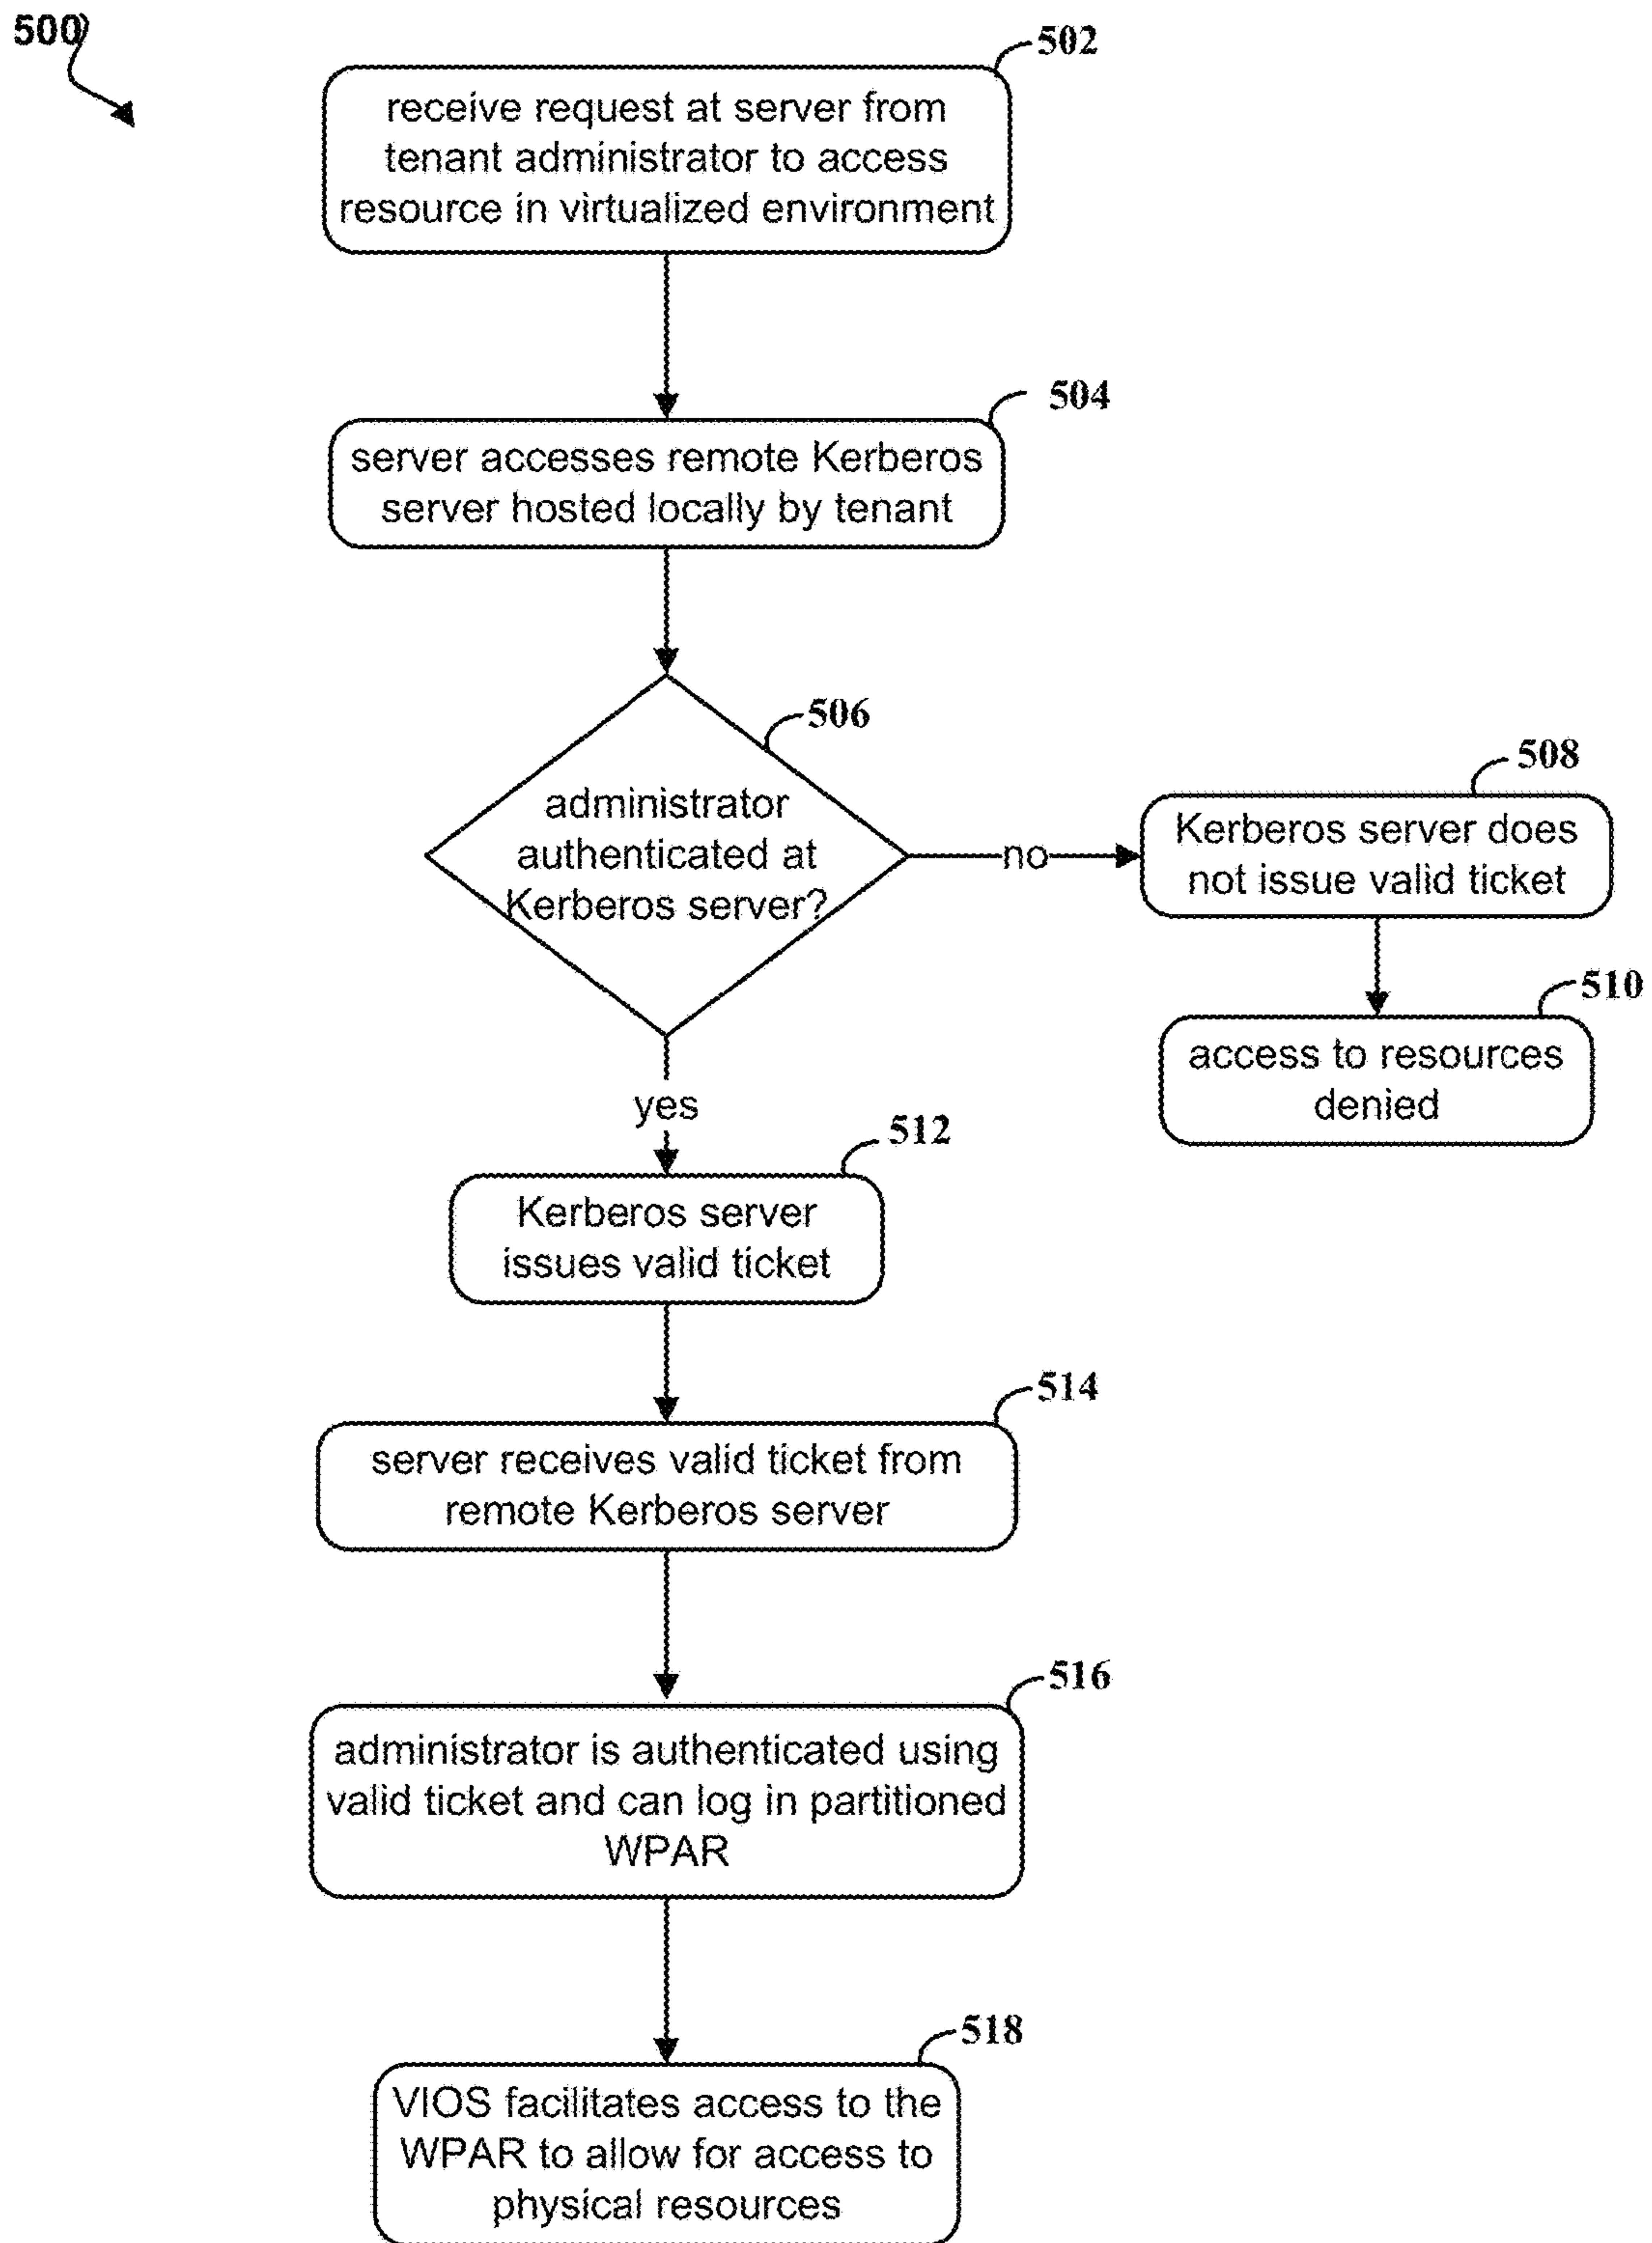 500
502
receive request at server from
tenant administrator to access
resource in virtualized environment
504
server accesses remote Kerberos
server hosted locally by tenant
506
administrator
authenticated at
Kerberos server?
no
508
Kerberos server does
not issue valid ticket
510
access to resources
denied
yes
512
Kerberos server
issues valid ticket
514
server receives valid ticket from
remote Kerberos server
516
administrator is authenticated using
valid ticket and can log in partitioned
WPAR
518
VIOS facilitates access to the
WPAR to allow for access to
physical resources